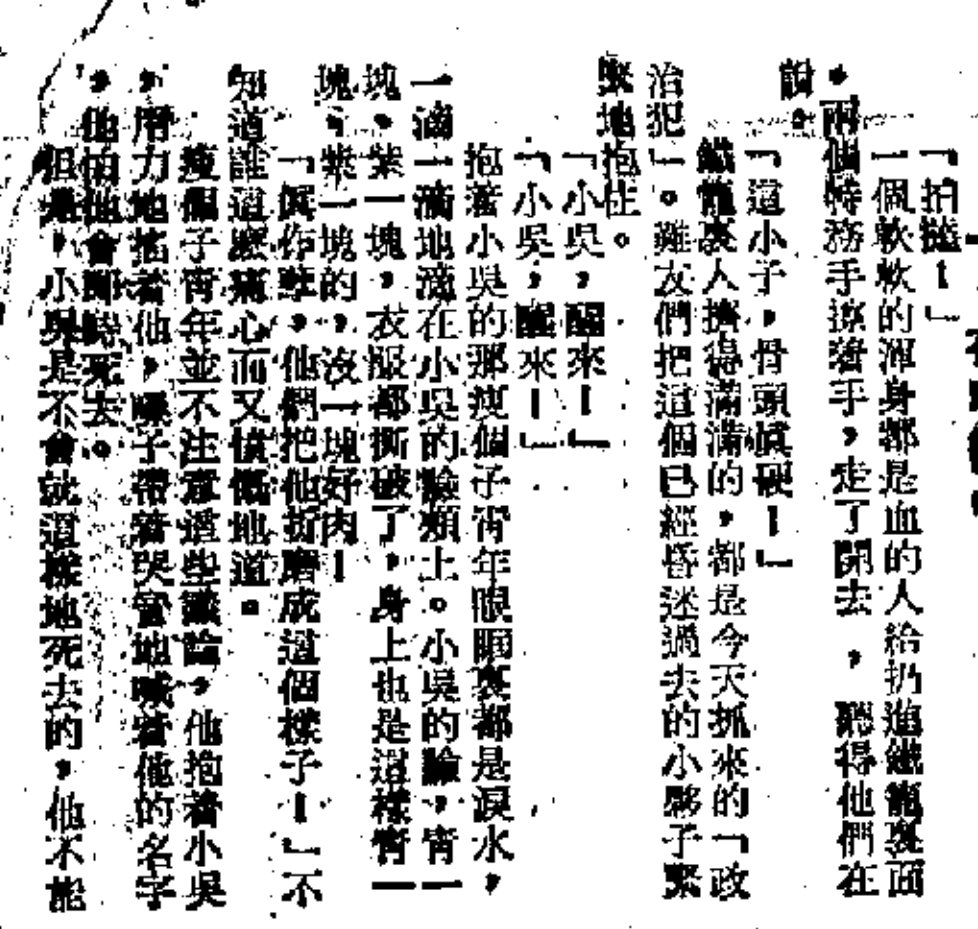 「拍撻！」
一個軟軟的渾身都是血的人給扔進鐵籠裏面
。兩個特務手撩着手，走了開去，聽得他們在
說。
「這小子，骨頭眞硬！」
鐵籠裏人擠得滿滿的，都是今天抓來的「政
治犯」。難友們把這個已經昏迷過去的小夥子緊
緊地抱住。
「小吳，醒來！」
「小吳，醒來！」
抱著小吳的那瘦個子靑年眼眶裏都是淚水，
一滴一滴地滴在小吳的臉頰上。小吳的臉，靑一
塊，紫一塊，衣服都撕破了，身上也是這樣靑一
塊、紫一塊的，沒一塊好肉！
「眞作孽，他們把他折磨成這個樣子！」不
知道誰這麽痛心而又憤慨地道。
瘦個子靑年並不注意這些議論，他抱着小吳
，用力地搖着他，嗓子帶着哭音地喊着他的名字
，他怕他會卽時死去。
但是，小吳是不會就這樣地死去的，他不能